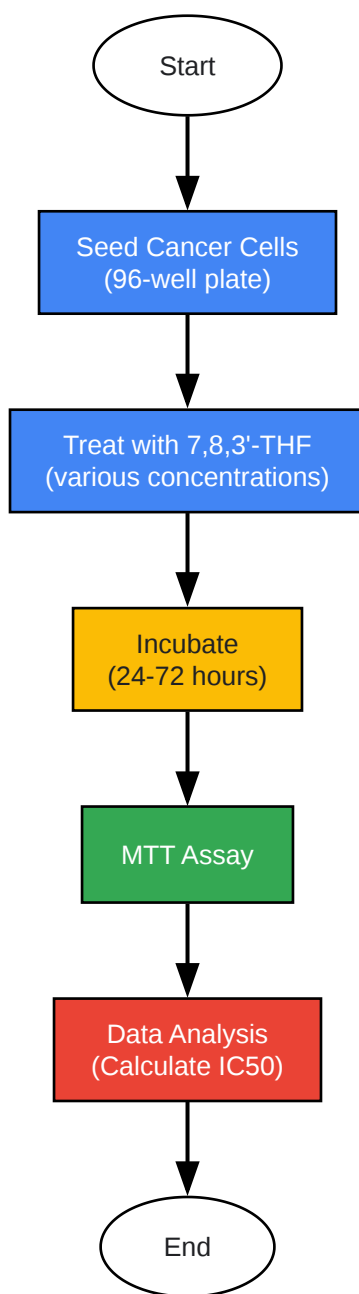 Start
Seed Cancer Cells
(96-well plate)
Treat with 7,8,3'-THF
(various concentrations)
Incubate
(24-72 hours)
MTT Assay
Data Analysis
(Calculate IC50)
End